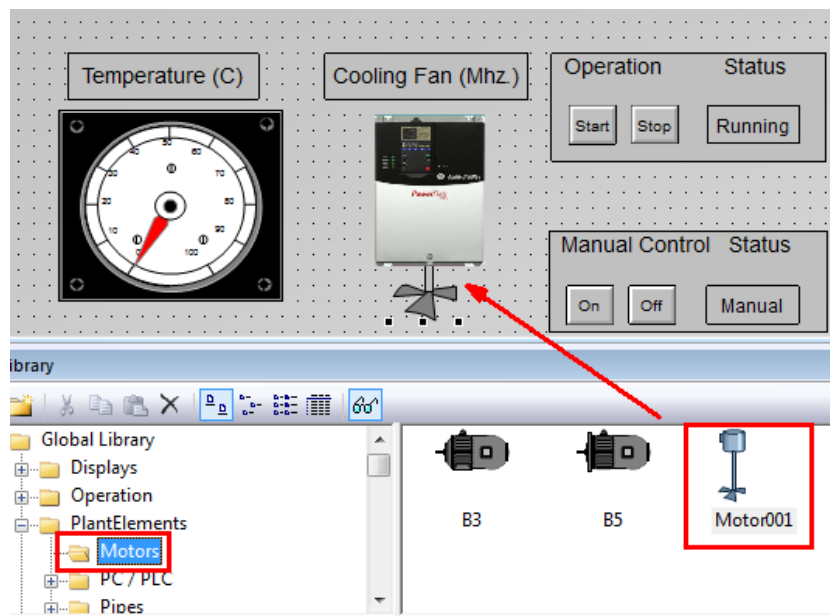 Temperature (C)
Cooling Fan (Mhz.)
Operation Status
Start Stop Running
50
40 60
30 70
20 80
10 90
0 100
PowerFlex
Manual Control Status
On Off Manual
ibrary
Global Library
Displays
Operation
PlantElements
Motors
PC / PLC
Pipes
B3 B5 Motor001